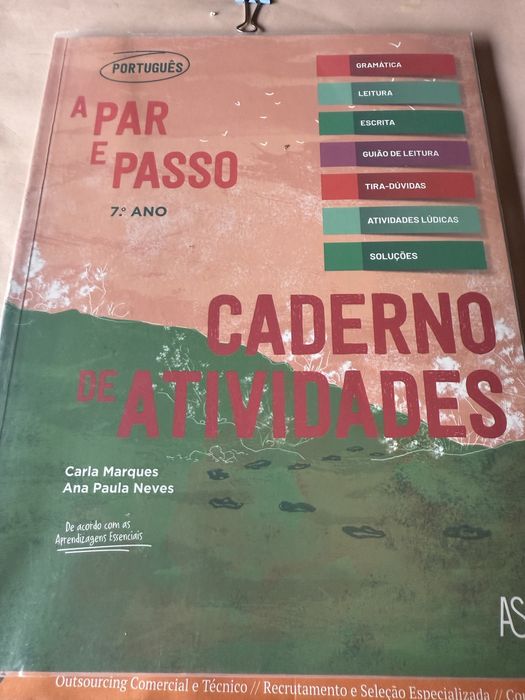 PORTUGUÊS
A PAR
E PASSO
7.º ANO
GRAMÁTICA
LEITURA
ESCRITA
GUIÃO DE LEITURA
TIRA-DÚVIDAS
ATIVIDADES LÚDICAS
SOLUÇÕES
CADERNO
DE ATIVIDADES
Carla Marques
Ana Paula Neves
De acordo com as
Aprendizagens Essenciais
AS
Outsourcing Comercial e Técnico // Recrutamento e Seleção Especializada //